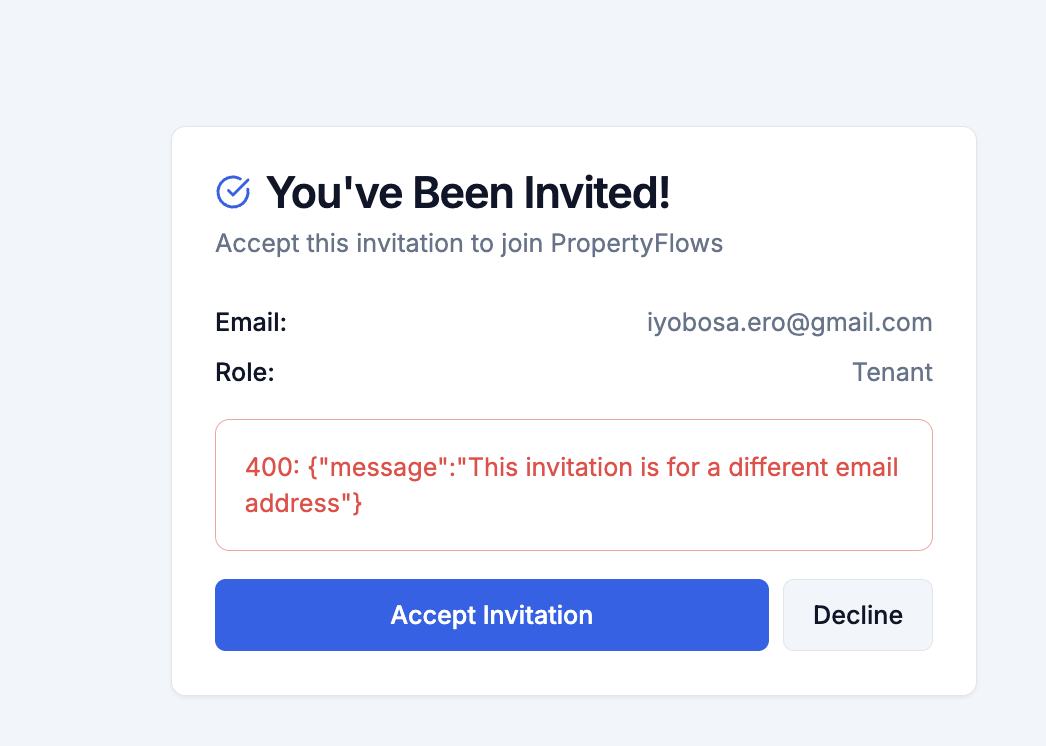 You've Been Invited!
Accept this invitation to join PropertyFlows
Email: iyobosa.ero@gmail.com
Role: Tenant
400: {"message":"This invitation is for a different email
address"}
Accept Invitation Decline